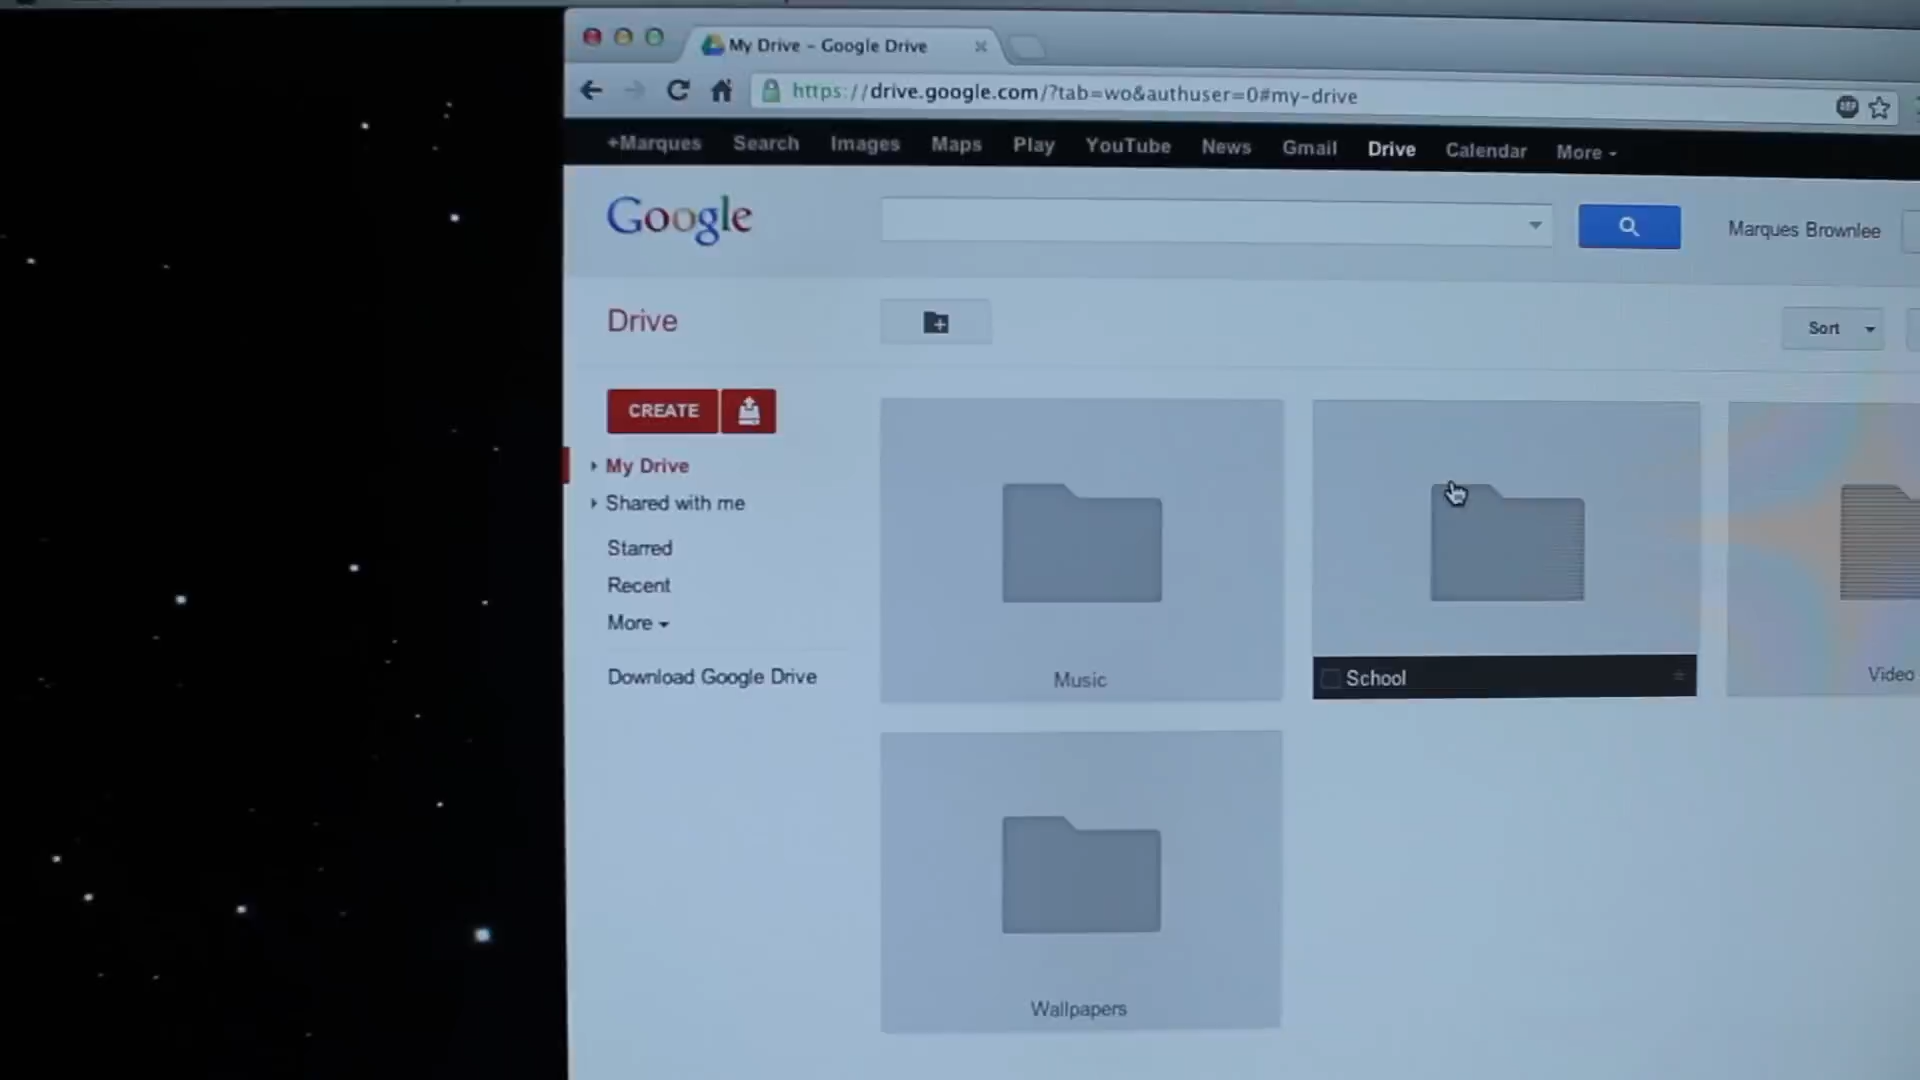 My Drive - Google Drive
https://drive.google.com/?tab=wo&authuser=0#my-drive
ABP
+Marques Search Images Maps Play YouTube News Gmail Drive Calendar More
Google
Marques Brownlee
Drive
Sort
CREATE
My Drive
Shared with me
Starred
Recent
More
Download Google Drive
Music
School
Video
Wallpapers